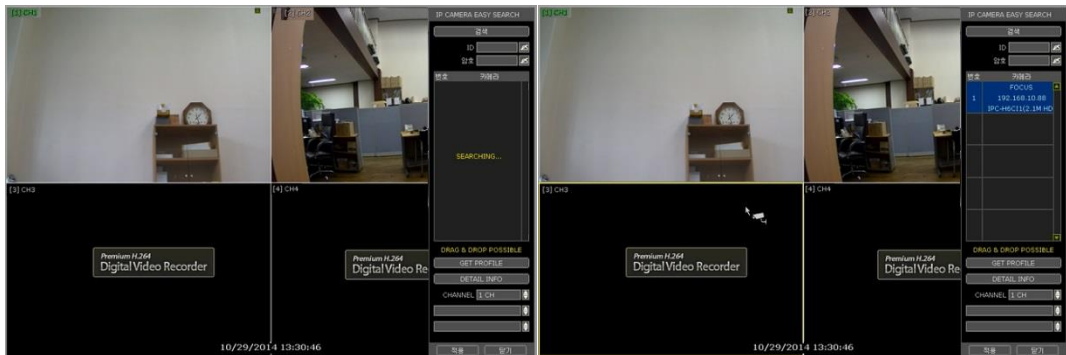 [1] CH1
[2] CH2
IP CAMERA EASY SEARCH
검색
ID
암호
번호 카메라
SEARCHING...
[3] CH3
[4] CH4
Premium H.264
Digital Video Recorder
Premium H.264
Digital Video Re
DRAG & DROP POSSIBLE
GET PROFILE
DETAIL INFO
CHANNEL 1 CH
10/29/2014 13:30:46
적용 닫기
[1] CH1
IP CAMERA EASY SEARCH
검색
ID
암호
번호 카메라
1 FOCUS
192.168.10.88
IPC-H6CI1(2.1M HD
[3] CH3
[4] CH4
Premium H.264
Digital Video Recorder
Premium H.264
Digital Video Re
DRAG & DROP POSSIBLE
GET PROFILE
DETAIL INFO
CHANNEL 1 CH
10/29/2014 13:30:46
적용 닫기